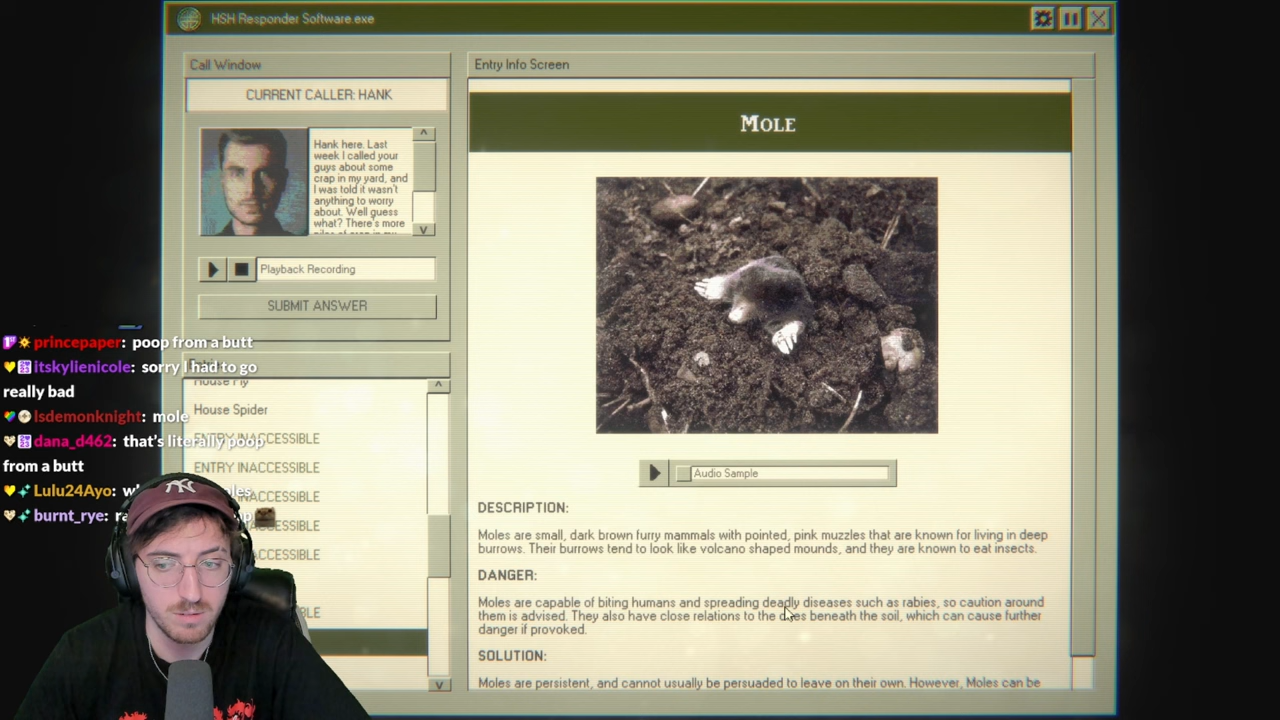 HSH Responder Software.exe
Call Window
CURRENT CALLER: HANK
Hank here. Last
week I called your
guys about some
crap in my yard, and
I was told it wasn't
anything to worry
about. Well guess
what? There's more
Playback Recording
SUBMIT ANSWER
House Fly
House Spider
ENTRY INACCESSIBLE
ENTRY INACCESSIBLE
INACCESSIBLE
ACCESSIBLE
ACCESSIBLE
princepaper: poop from a butt
itskylienicole: sorry I had to go
really bad
lsdemonknight: mole
dana_d462: that's literally poop
from a butt
Lulu24Ayo:
burnt_rye:
Entry Info Screen
MOLE
Audio Sample
DESCRIPTION:
Moles are small, dark brown furry mammals with pointed, pink muzzles that are known for living in deep
burrows. Their burrows tend to look like volcano shaped mounds, and they are known to eat insects.
DANGER:
Moles are capable of biting humans and spreading deadly diseases such as rabies, so caution around
them is advised. They also have close relations to the beneath the soil, which can cause further
danger if provoked.
SOLUTION:
Moles are persistent, and cannot usually be persuaded to leave on their own. However, Moles can be